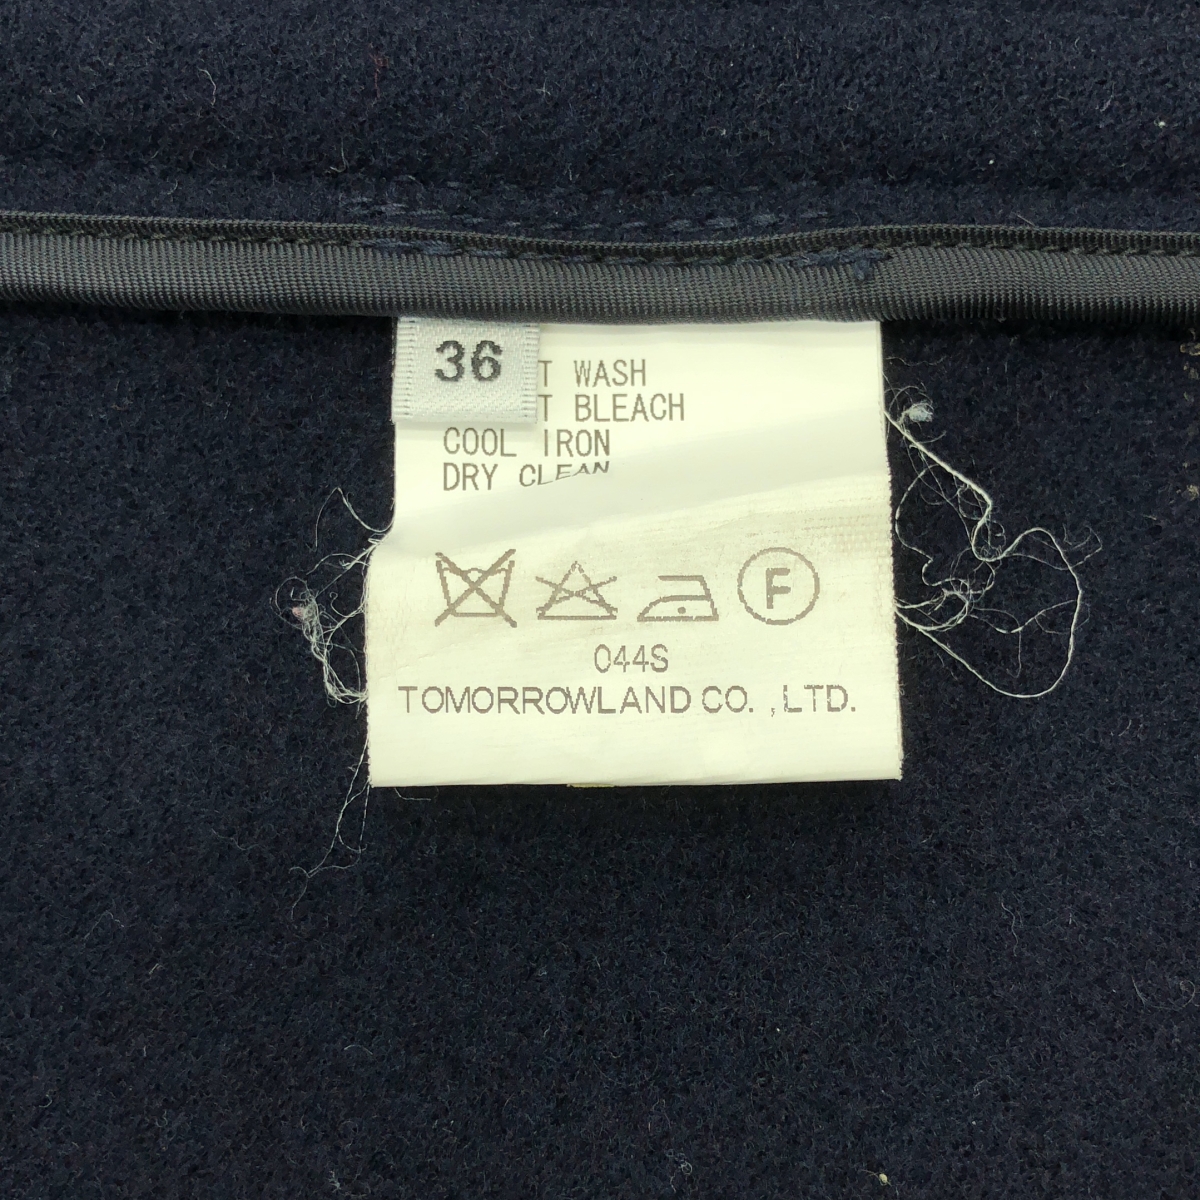 36
T WASH
T BLEACH
COOL IRON
DRY CLEAN
F
044S
TOMORROWLAND CO. , LTD.